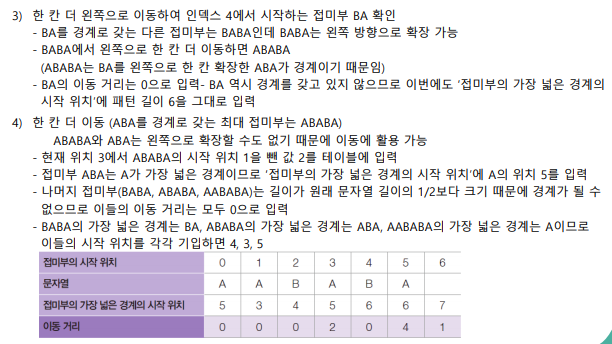 3) 한 칸 더 왼쪽으로 이동하여 인덱스 4에서 시작하는 접미부 BA 확인
- BA를 경계로 갖는 다른 접미부는 BABA인데 BABA는 왼쪽 방향으로 확장 가능
- BABA에서 왼쪽으로 한 칸 더 이동하면 ABABA
(ABABA는 BA를 왼쪽으로 한 칸 확장한 ABA가 경계이기 때문임)
- BA의 이동 거리는 0으로 입력- BA 역시 경계를 갖고 있지 않으므로 이번에도 ‘접미부의 가장 넓은 경계의
시작 위치’에 패턴 길이 6을 그대로 입력
4) 한 칸 더 이동 (ABA를 경계로 갖는 최대 접미부는 ABABA)
ABABA와 ABA는 왼쪽으로 확장할 수도 없기 때문에 이동에 활용 가능
- 현재 위치 3에서 ABABA의 시작 위치 1을 뺀 값 2를 테이블에 입력
- 접미부 ABA는 A가 가장 넓은 경계이므로 ‘접미부의 가장 넓은 경계의 시작 위치’에 A의 위치 5를 입력
- 나머지 접미부(BABA, ABABA, AABABA)는 길이가 원래 문자열 길이의 1/2보다 크기 때문에 경계가 될 수
없으므로 이들의 이동 거리는 모두 0으로 입력
- BABA의 가장 넓은 경계는 BA, ABABA의 가장 넓은 경계는 ABA, AABABA의 가장 넓은 경계는 A이므로
이들의 시작 위치를 각각 기입하면 4, 3, 5
접미부의 시작 위치 0 1 2 3 4 5 6
문자열 A A B A B A
접미부의 가장 넓은 경계의 시작 위치 5 3 4 5 6 6 7
이동 거리 0 0 0 2 0 4 1